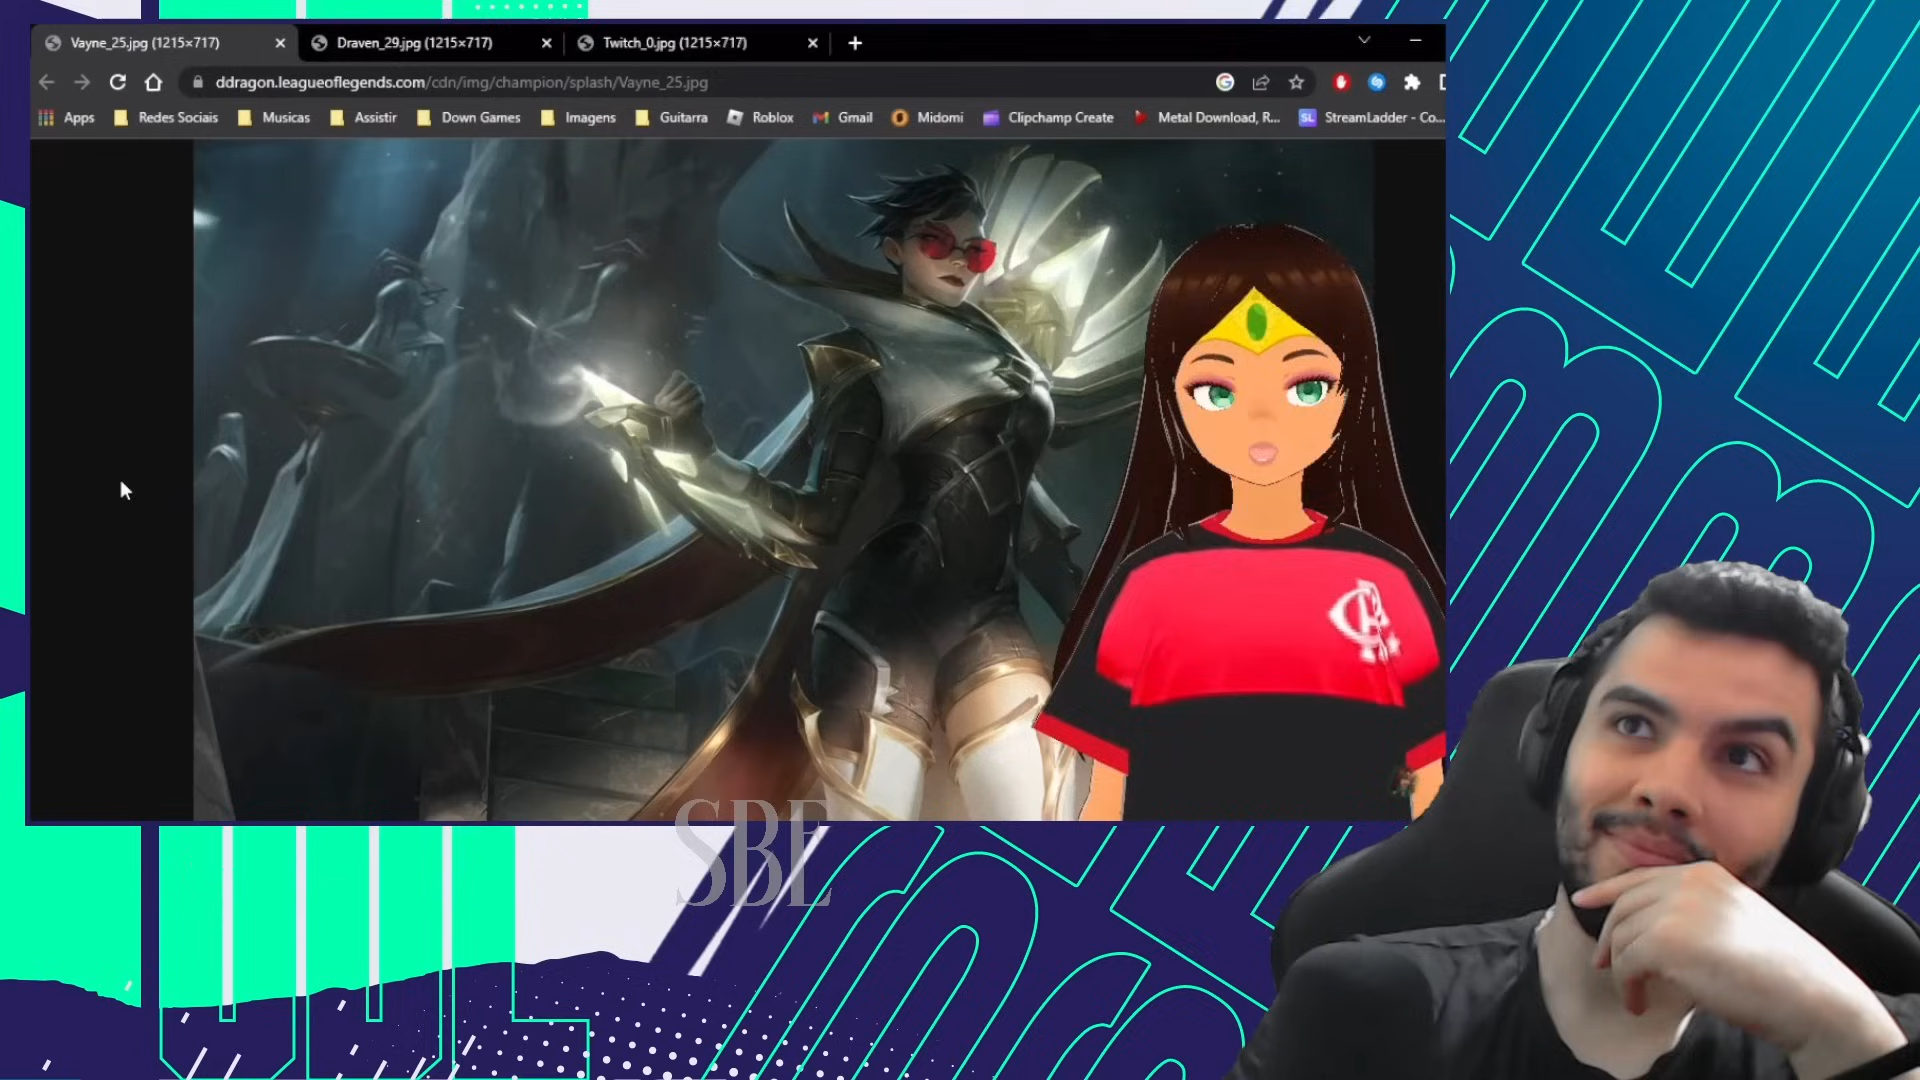 Vayne_25.jpg (1215×717)
Draven_29.jpg (1215×717)
Twitch_0.jpg (1215×717)
ddragon.leagueoflegends.com/cdn/img/champion/splash/Vayne_25.jpg
Apps
Redes Sociais
Musicas
Assistir
Down Games
Imagens
Guitarra
Roblox
Gmail
Midomi
Clipchamp Create
Metal Download, R...
SL
StreamLadder - Co...
SBE